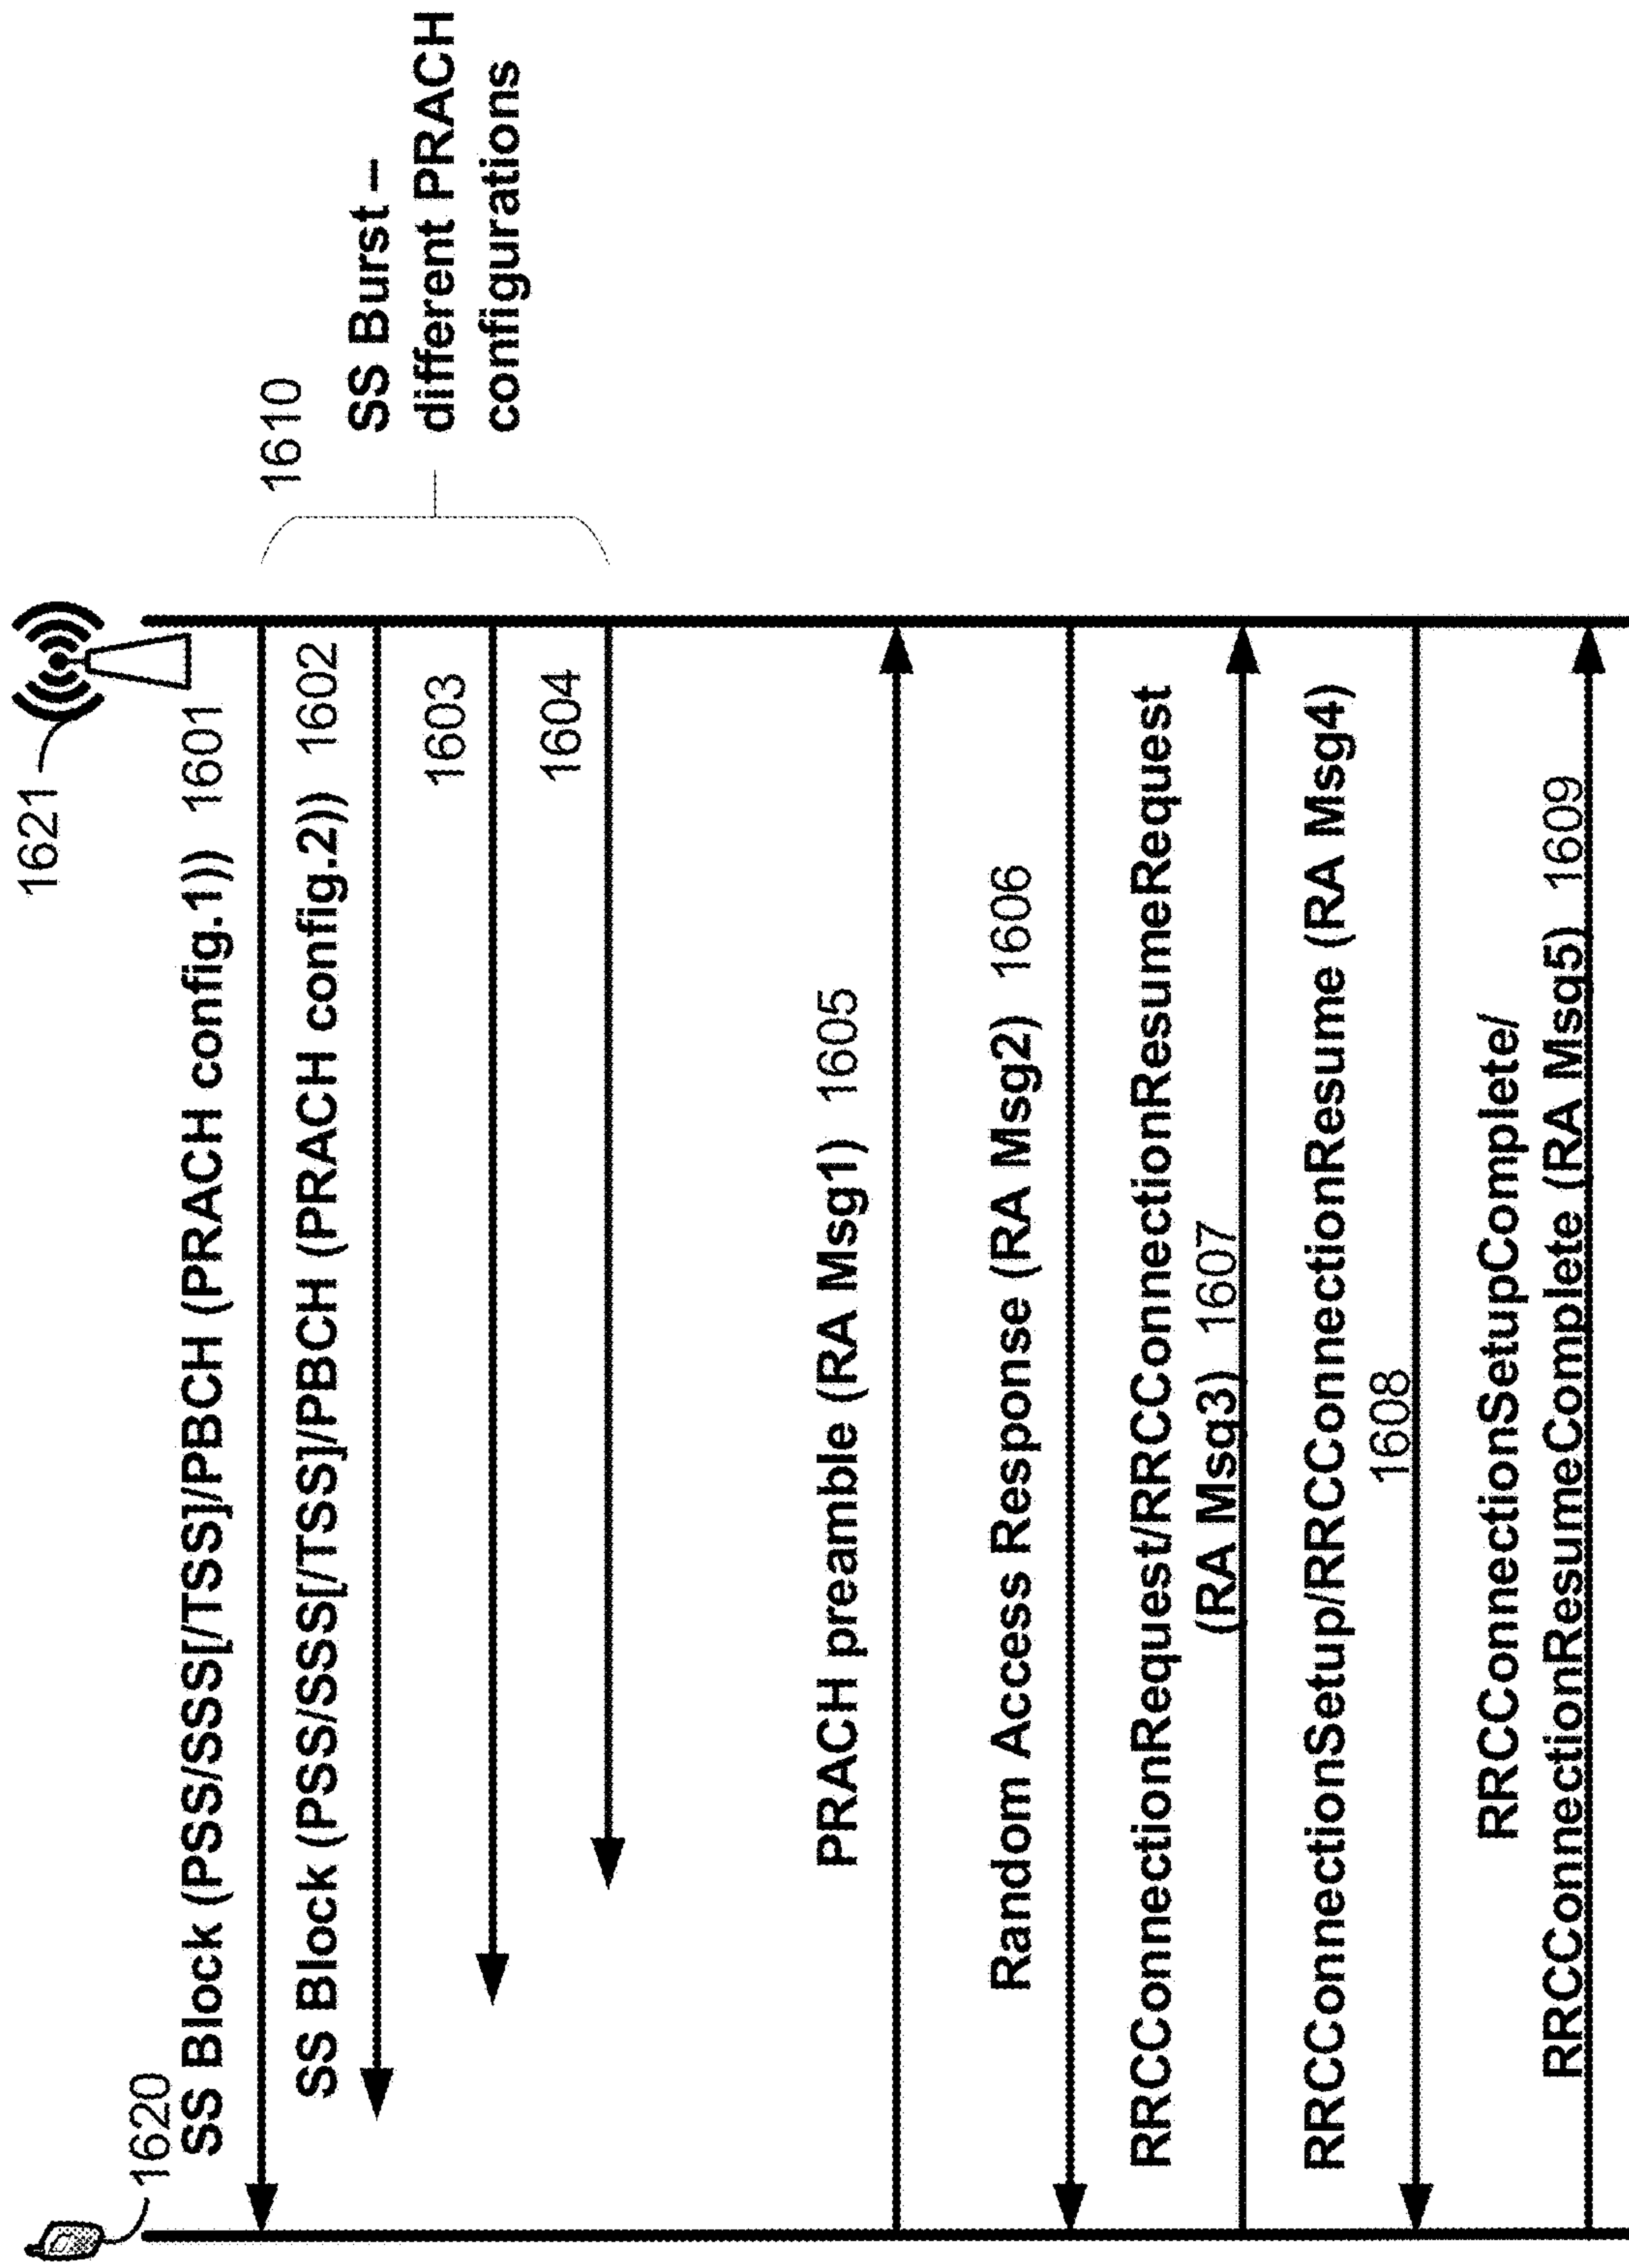 1620
1621
SS Block (PSS/SSS[/TSS]/PBCH (PRACH config.1)) 1601
SS Block (PSS/SSS[/TSS]/PBCH (PRACH config.2)) 1602
1603
1604
1610
SS Burst –
different PRACH
configurations
PRACH preamble (RA Msg1) 1605
Random Access Response (RA Msg2) 1606
RRCConnectionRequest/RRCConnectionResumeRequest
(RA Msg3) 1607
RRCConnectionSetup/RRCConnectionResume (RA Msg4)
1608
RRCConnectionSetupComplete/
RRCConnectionResumeComplete (RA Msg5) 1609